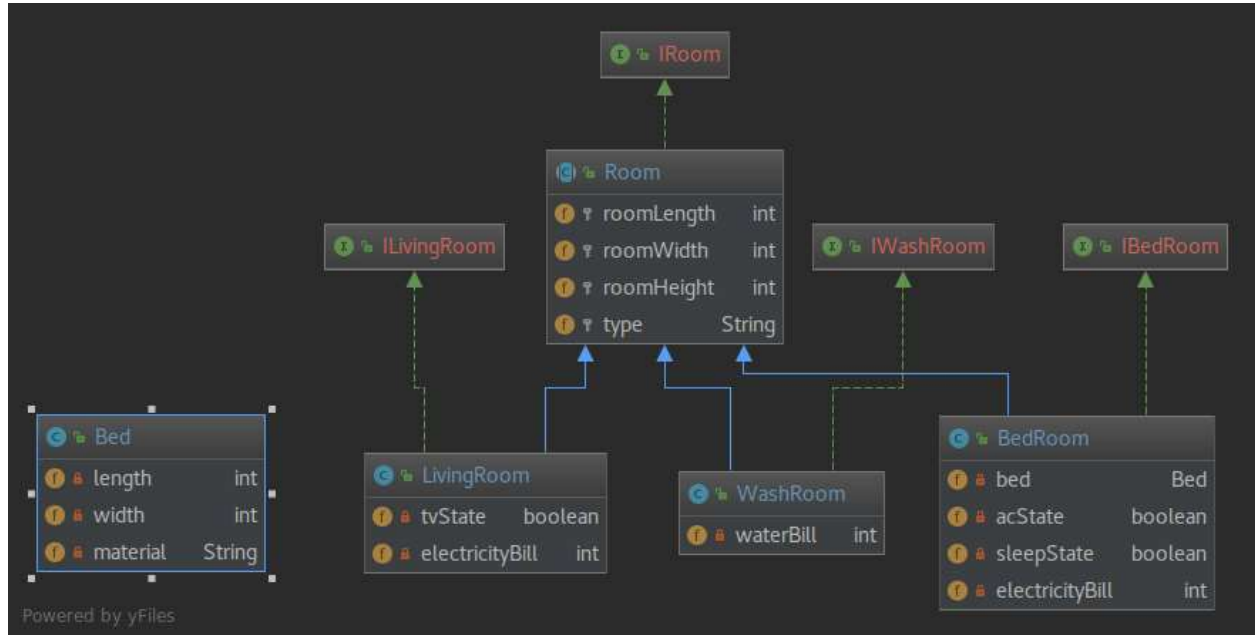 IRoom
Room
roomLength int
roomWidth int
roomHeight int
type String
ILivingRoom
IWashRoom
IBedRoom
Bed
length int
width int
material String
LivingRoom
tvState boolean
electricityBill int
WashRoom
waterBill int
BedRoom
bed Bed
acState boolean
sleepState boolean
electricityBill int
Powered by yFiles